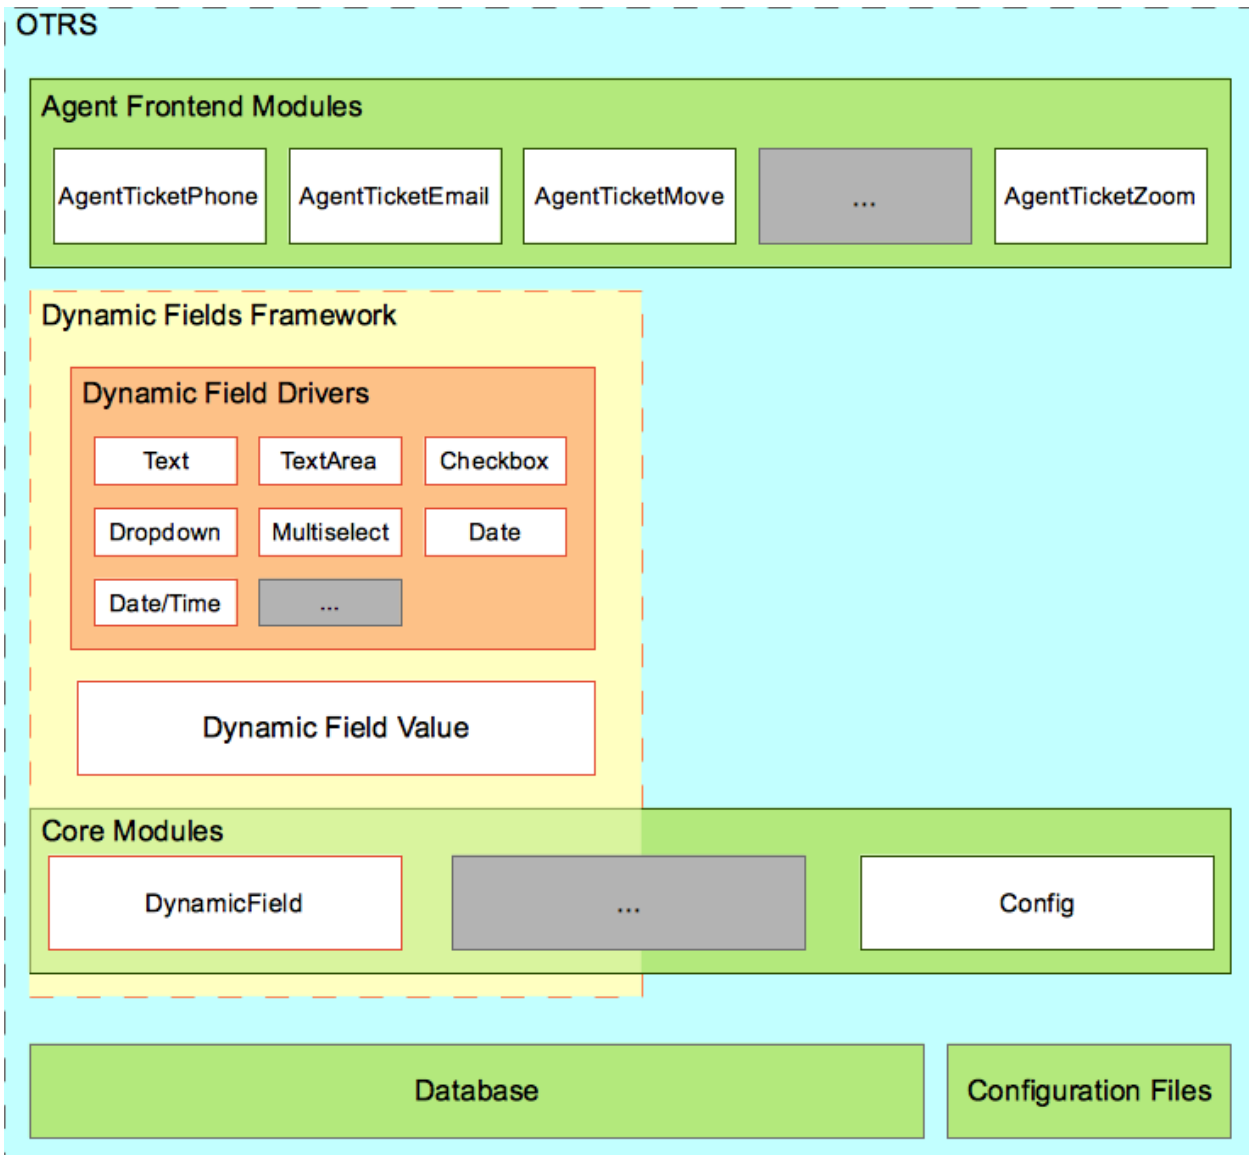 OTRS
Agent Frontend Modules
AgentTicketPhone
AgentTicketEmail
AgentTicketMove
...
AgentTicketZoom
Dynamic Fields Framework
Dynamic Field Drivers
Text
TextArea
Checkbox
Dropdown
Multiselect
Date
Date/Time
...
Dynamic Field Value
Core Modules
DynamicField
...
Config
Database
Configuration Files